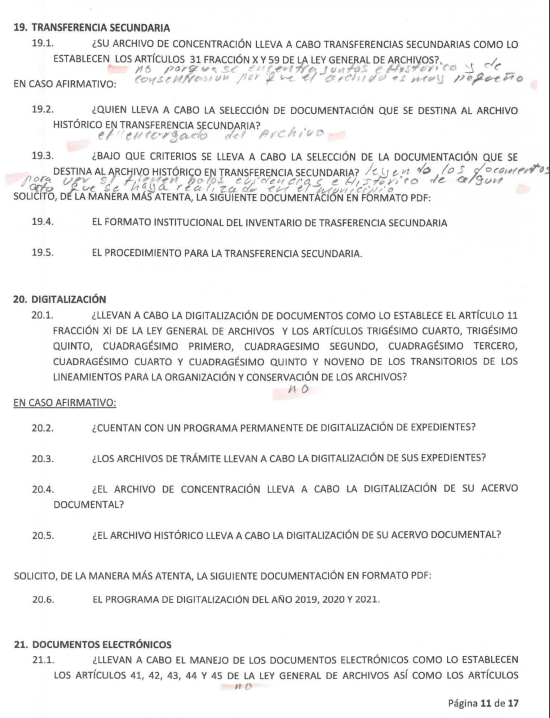 19. TRANSFERENCIA SECUNDARIA
19.1. ¿SU ARCHIVO DE CONCENTRACIÓN LLEVA A CABO TRANSFERENCIAS SECUNDARIAS COMO LO
ESTABLECEN LOS ARTÍCULOS 31 FRACCIÓN X Y 59 DE LA LEY GENERAL DE ARCHIVOS?
no porque se encentra juntos e Historico y de
EN CASO AFIRMATIVO:
consentrasion por que el archibo es muy pequeño
19.2. ¿QUIEN LLEVA A CABO LA SELECCIÓN DE DOCUMENTACIÓN QUE SE DESTINA AL ARCHIVO
HISTÓRICO EN TRANSFERENCIA SECUNDARIA?
el encorgado del Archivo
19.3. ¿BAJO QUE CRITERIOS SE LLEVA A CABO LA SELECCIÓN DE LA DOCUMENTACIÓN QUE SE
DESTINA AL ARCHIVO HISTÓRICO EN TRANSFERENCIA SECUNDARIA? leyendo los documentos
para ver si tienen e Historico de algun
acto que se haya realizado en el municipio
SOLICITO, DE LA MANERA MÁS ATENTA, LA SIGUIENTE DOCUMENTACIÓN EN FORMATO PDF:
19.4. EL FORMATO INSTITUCIONAL DEL INVENTARIO DE TRASFERENCIA SECUNDARIA
19.5. EL PROCEDIMIENTO PARA LA TRANSFERENCIA SECUNDARIA.
20. DIGITALIZACIÓN
20.1. ¿LLEVAN A CABO LA DIGITALIZACIÓN DE DOCUMENTOS COMO LO ESTABLECE EL ARTÍCULO 11
FRACCIÓN XI DE LA LEY GENERAL DE ARCHIVOS Y LOS ARTÍCULOS TRIGÉSIMO CUARTO, TRIGÉSIMO
QUINTO, CUADRAGÉSIMO PRIMERO, CUADRAGESIMO SEGUNDO, CUADRAGÉSIMO TERCERO,
CUADRAGÉSIMO CUARTO Y CUADRAGÉSIMO QUINTO Y NOVENO DE LOS TRANSITORIOS DE LOS
LINEAMIENTOS PARA LA ORGANIZACIÓN Y CONSERVACIÓN DE LOS ARCHIVOS?
no
EN CASO AFIRMATIVO:
20.2. ¿CUENTAN CON UN PROGRAMA PERMANENTE DE DIGITALIZACIÓN DE EXPEDIENTES?
20.3. ¿LOS ARCHIVOS DE TRÁMITE LLEVAN A CABO LA DIGITALIZACIÓN DE SUS EXPEDIENTES?
20.4. ¿EL ARCHIVO DE CONCENTRACIÓN LLEVA A CABO LA DIGITALIZACIÓN DE SU ACERVO
DOCUMENTAL?
20.5. ¿EL ARCHIVO HISTÓRICO LLEVA A CABO LA DIGITALIZACIÓN DE SU ACERVO DOCUMENTAL?
SOLICITO, DE LA MANERA MÁS ATENTA, LA SIGUIENTE DOCUMENTACIÓN EN FORMATO PDF:
20.6. EL PROGRAMA DE DIGITALIZACIÓN DEL AÑO 2019, 2020 Y 2021.
21. DOCUMENTOS ELECTRÓNICOS
21.1. ¿LLEVAN A CABO EL MANEJO DE LOS DOCUMENTOS ELECTRÓNICOS COMO LO ESTABLECEN
LOS ARTÍCULOS 41, 42, 43, 44 Y 45 DE LA LEY GENERAL DE ARCHIVOS ASÍ COMO LOS ARTÍCULOS
no
Página 11 de 17